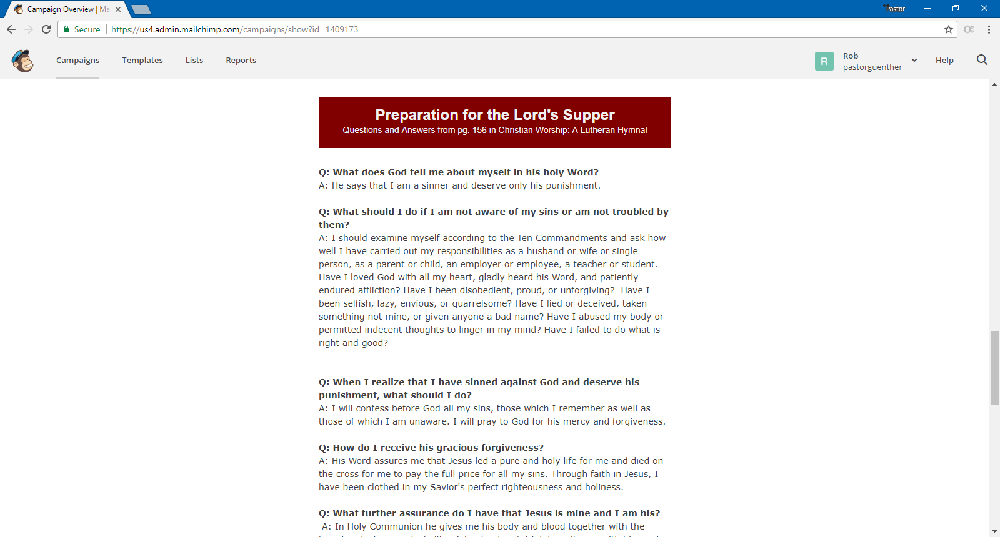 Campaign Overview | Ma
Pastor
Secure
https://us4.admin.mailchimp.com/campaigns/show?id=1409173
Campaigns Templates Lists Reports
R
Rob
pastorguenther
Help
Preparation for the Lord's Supper
Questions and Answers from pg. 156 in Christian Worship: A Lutheran Hymnal
Q: What does God tell me about myself in his holy Word?
A: He says that I am a sinner and deserve only his punishment.
Q: What should I do if I am not aware of my sins or am not troubled by
them?
A: I should examine myself according to the Ten Commandments and ask how
well I have carried out my responsibilities as a husband or wife or single
person, as a parent or child, an employer or employee, a teacher or student.
Have I loved God with all my heart, gladly heard his Word, and patiently
endured affliction? Have I been disobedient, proud, or unforgiving?  Have I
been selfish, lazy, envious, or quarrelsome? Have I lied or deceived, taken
something not mine, or given anyone a bad name? Have I abused my body or
permitted indecent thoughts to linger in my mind? Have I failed to do what is
right and good?
Q: When I realize that I have sinned against God and deserve his
punishment, what should I do?
A: I will confess before God all my sins, those which I remember as well as
those of which I am unaware. I will pray to God for his mercy and forgiveness.
Q: How do I receive his gracious forgiveness?
A: His Word assures me that Jesus led a pure and holy life for me and died on
the cross for me to pay the full price for all my sins. Through faith in Jesus, I
have been clothed in my Savior's perfect righteousness and holiness.
Q: What further assurance do I have that Jesus is mine and I am his?
A: In Holy Communion he gives me his body and blood together with the